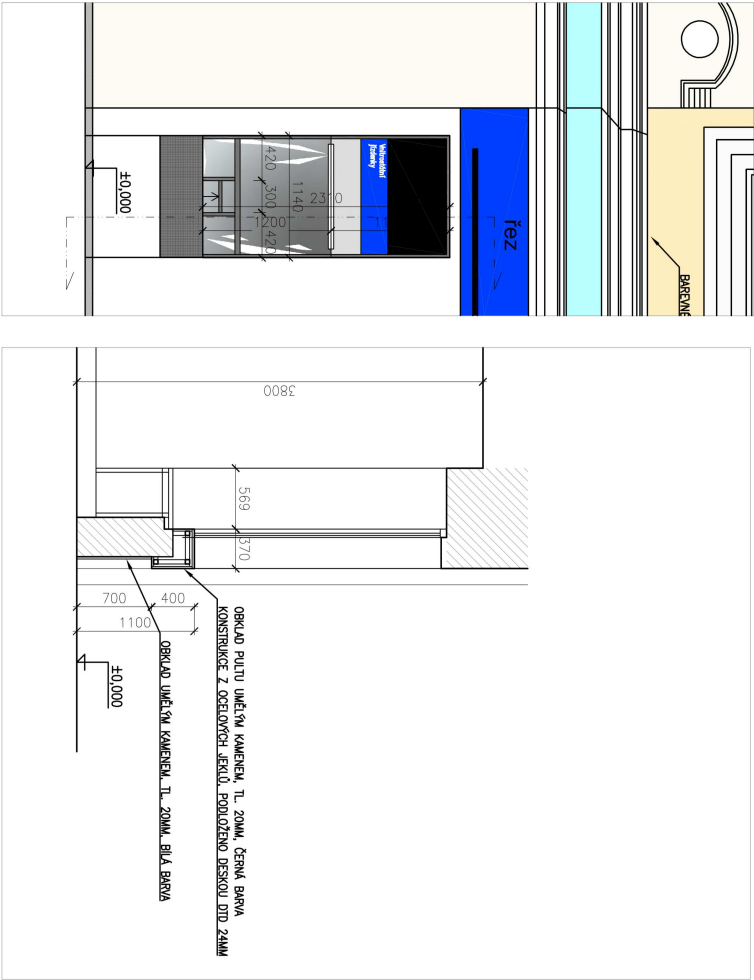 Vnitrostátní
jízdenky
420
300
420
1140
2310
1200
±0,000
řez
BAREVNÉ
3800
569
370
700
400
1100
±0,000
OBKLAD PULTU UMĚLÝM KAMENEM, TL. 20MM, ČERNÁ BARVA
KONSTRUKCE Z OCELOVÝCH JEKLŮ, PODLOŽENO DESKOU DTD 24MM
OBKLAD UMĚLÝM KAMENEM, TL. 20MM, BÍLÁ BARVA